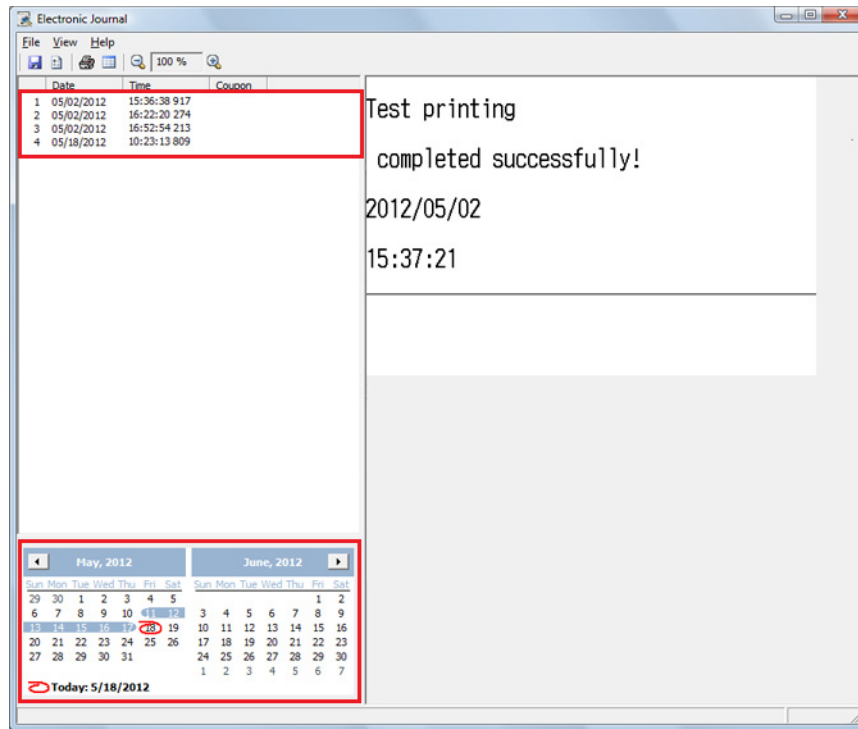 Electronic Journal
File View Help
100 %
Date Time Coupon
1 05/02/2012 15:36:38 917
2 05/02/2012 16:22:20 274
3 05/02/2012 16:52:54 213
4 05/18/2012 10:23:13 809
Test printing
completed successfully!
2012/05/02
15:37:21
May, 2012
Sun Mon Tue Wed Thu Fri Sat
29 30 1 2 3 4 5
6 7 8 9 10 11 12
13 14 15 16 17 18 19
20 21 22 23 24 25 26
27 28 29 30 31
June, 2012
Sun Mon Tue Wed Thu Fri Sat
1 2
3 4 5 6 7 8 9
10 11 12 13 14 15 16
17 18 19 20 21 22 23
24 25 26 27 28 29 30
1 2 3 4 5 6 7
Today: 5/18/2012